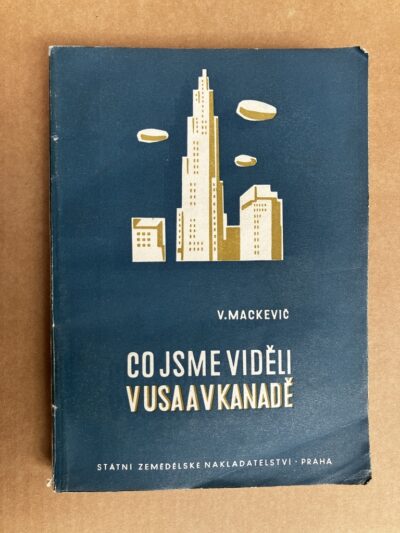 V. MACKEVIČ
CO JSME VIDĚLI
V USA A V KANADĚ
STÁTNÍ ZEMĚDĚLSKÉ NAKLADATELSTVÍ · PRAHA